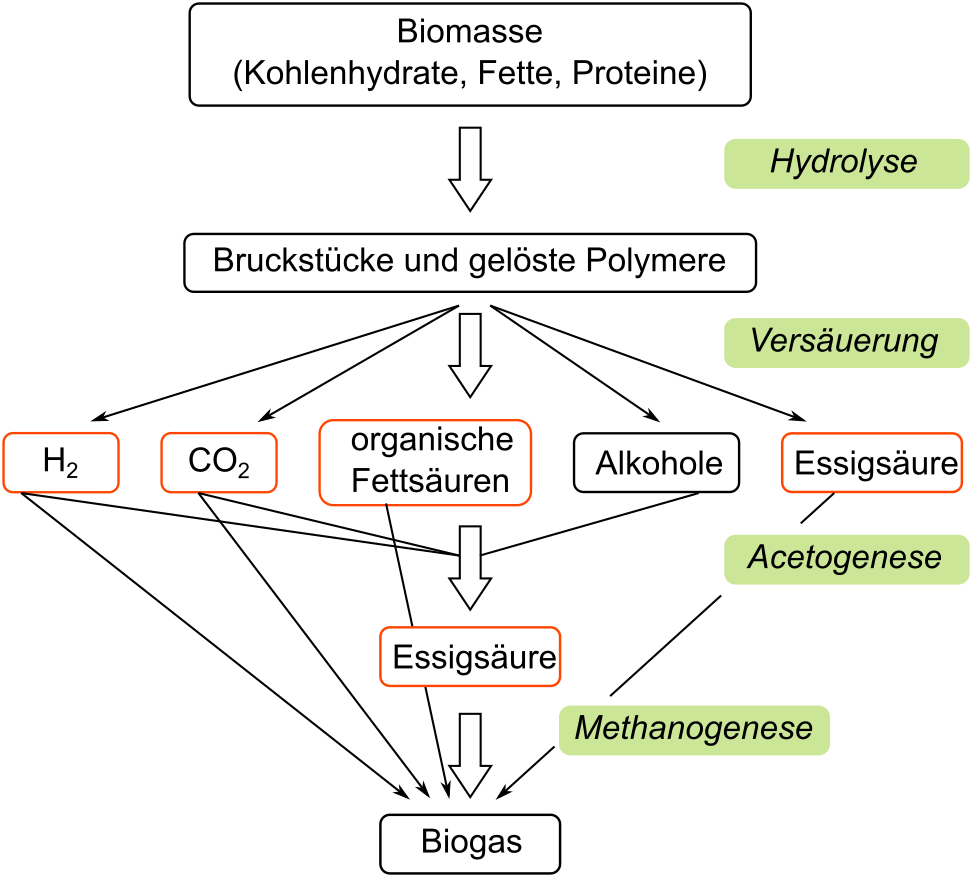 Biomasse
(Kohlenhydrate, Fette, Proteine)
Hydrolyse
Bruckstücke und gelöste Polymere
Versäuerung
H₂
CO₂
organische
Fettsäuren
Alkohole
Essigsäure
Acetogenese
Essigsäure
Methanogenese
Biogas